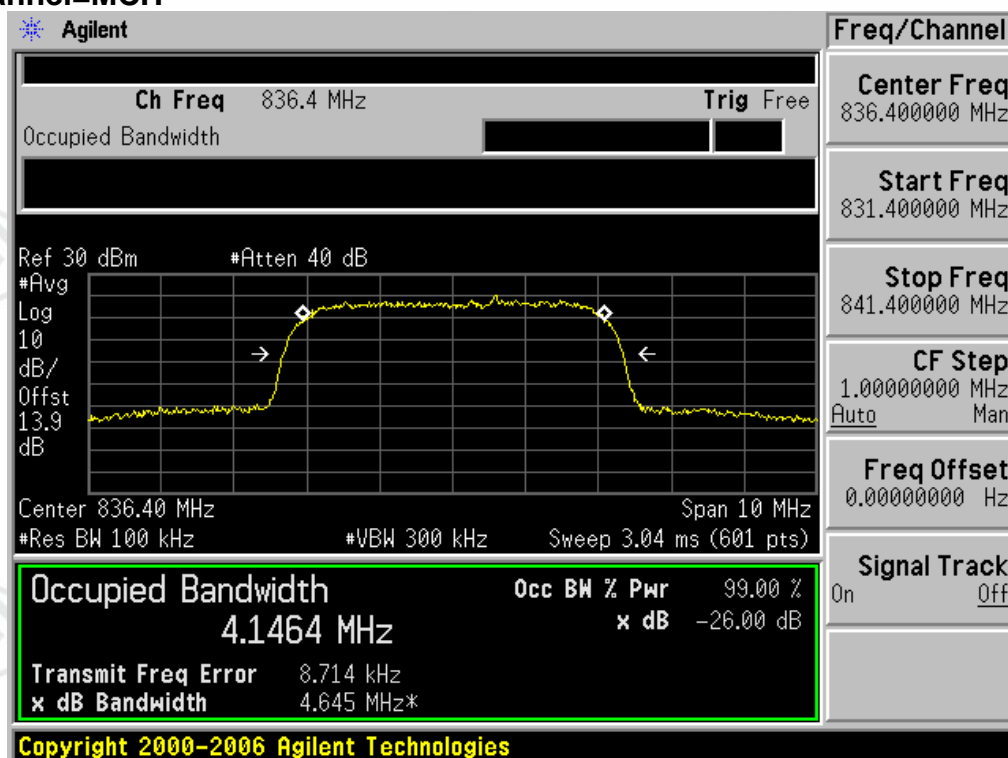 Agilent
Freq/Channel
Ch Freq 836.4 MHz Trig Free
Occupied Bandwidth
Center Freq
836.400000 MHz
Start Freq
831.400000 MHz
Stop Freq
841.400000 MHz
CF Step
1.00000000 MHz
Auto Man
Freq Offset
0.00000000 Hz
Signal Track
On Off
Ref 30 dBm #Atten 40 dB
#Avg
Log
10
dB/
Offst
13.9
dB
Center 836.40 MHz Span 10 MHz
#Res BW 100 kHz #VBW 300 kHz Sweep 3.04 ms (601 pts)
Occupied Bandwidth Occ BW % Pwr 99.00 %
4.1464 MHz x dB -26.00 dB
Transmit Freq Error 8.714 kHz
x dB Bandwidth 4.645 MHz*
Copyright 2000-2006 Agilent Technologies